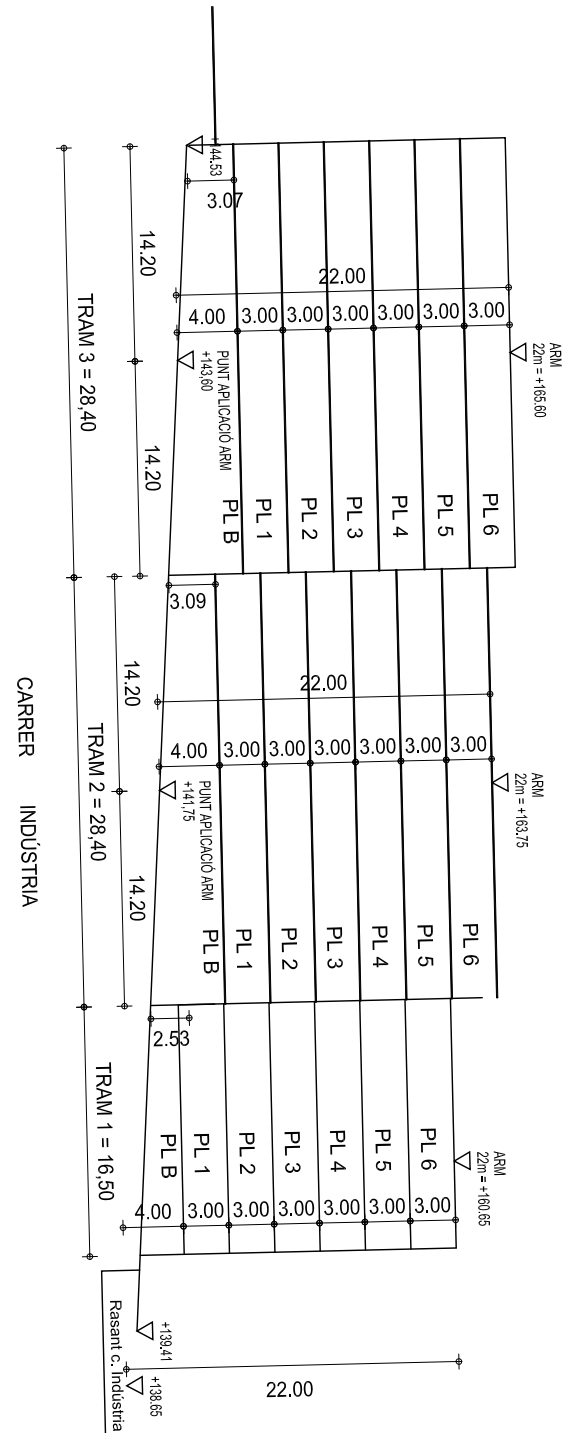 +144.53
3.07
22.00
4.00 3.00 3.00 3.00 3.00 3.00 3.00
ARM
22m = +165.60
PUNT APLICACIÓ ARM
+143,60
14.20
14.20
TRAM 3 = 28,40
PL B
PL 1
PL 2
PL 3
PL 4
PL 5
PL 6
3.09
22.00
4.00 3.00 3.00 3.00 3.00 3.00 3.00
ARM
22m = +163.75
PUNT APLICACIÓ ARM
+141,75
14.20
14.20
TRAM 2 = 28,40
CARRER INDÚSTRIA
PL B
PL 1
PL 2
PL 3
PL 4
PL 5
PL 6
2.53
TRAM 1 = 16,50
PL B
PL 1
PL 2
PL 3
PL 4
PL 5
PL 6
ARM
22m = +160.65
4.00 3.00 3.00 3.00 3.00 3.00 3.00
+139.41
+138.65
22.00
Rasant c. Indústria